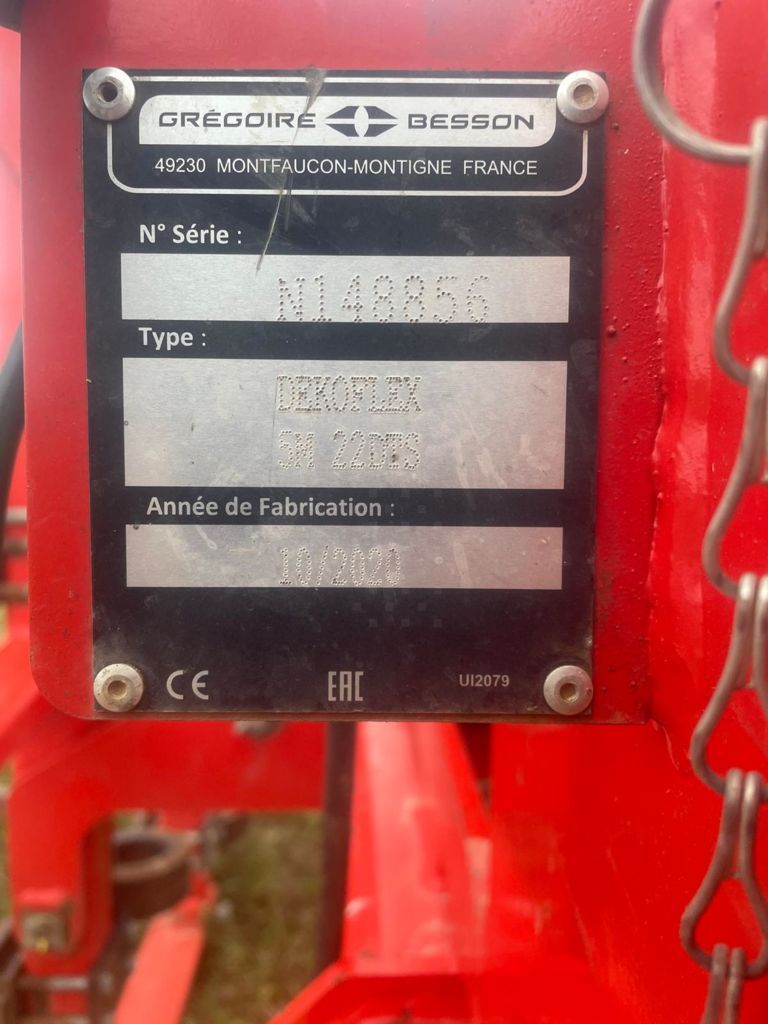 GRÉGOIRE BESSON
49230 MONTFAUCON-MONTIGNE FRANCE
N° Série :
N148856
Type :
DEKOFLEX
5M 22DES
Année de Fabrication :
10/2020
CE EAC UI2079